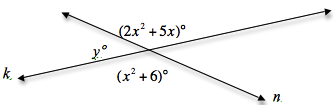 (2x² + 5x)°
y°
k.
(x² + 6)°
n.